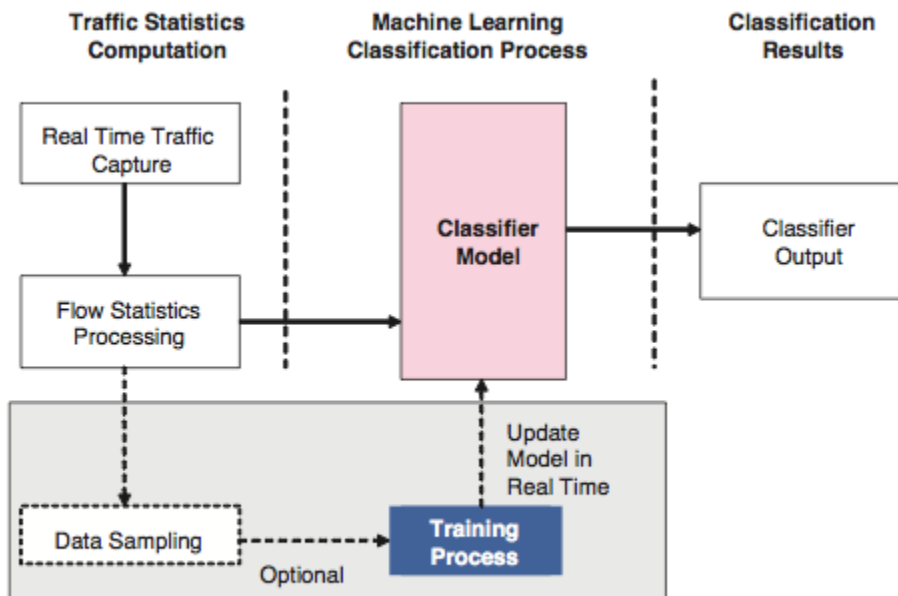 Traffic Statistics
Computation
Machine Learning
Classification Process
Classification
Results
Real Time Traffic
Capture
Classifier
Model
Classifier
Output
Flow Statistics
Processing
Update
Model in
Real Time
Data Sampling
Optional
Training
Process